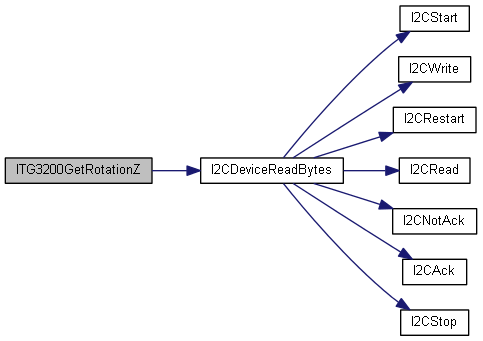 I2CStart
I2CWrite
I2CRestart
ITG3200GetRotationZ
I2CDeviceReadBytes
I2CRead
I2CNotAck
I2CAck
I2CStop